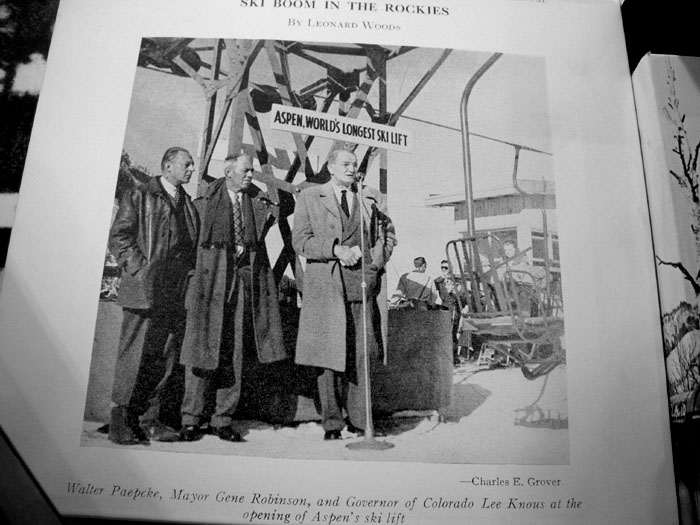 SKI BOOM IN THE ROCKIES
By Leonard Woods
ASPEN, WORLD'S LONGEST SKI LIFT
—Charles E. Grover
Walter Paepcke, Mayor Gene Robinson, and Governor of Colorado Lee Knous at the
opening of Aspen's ski lift